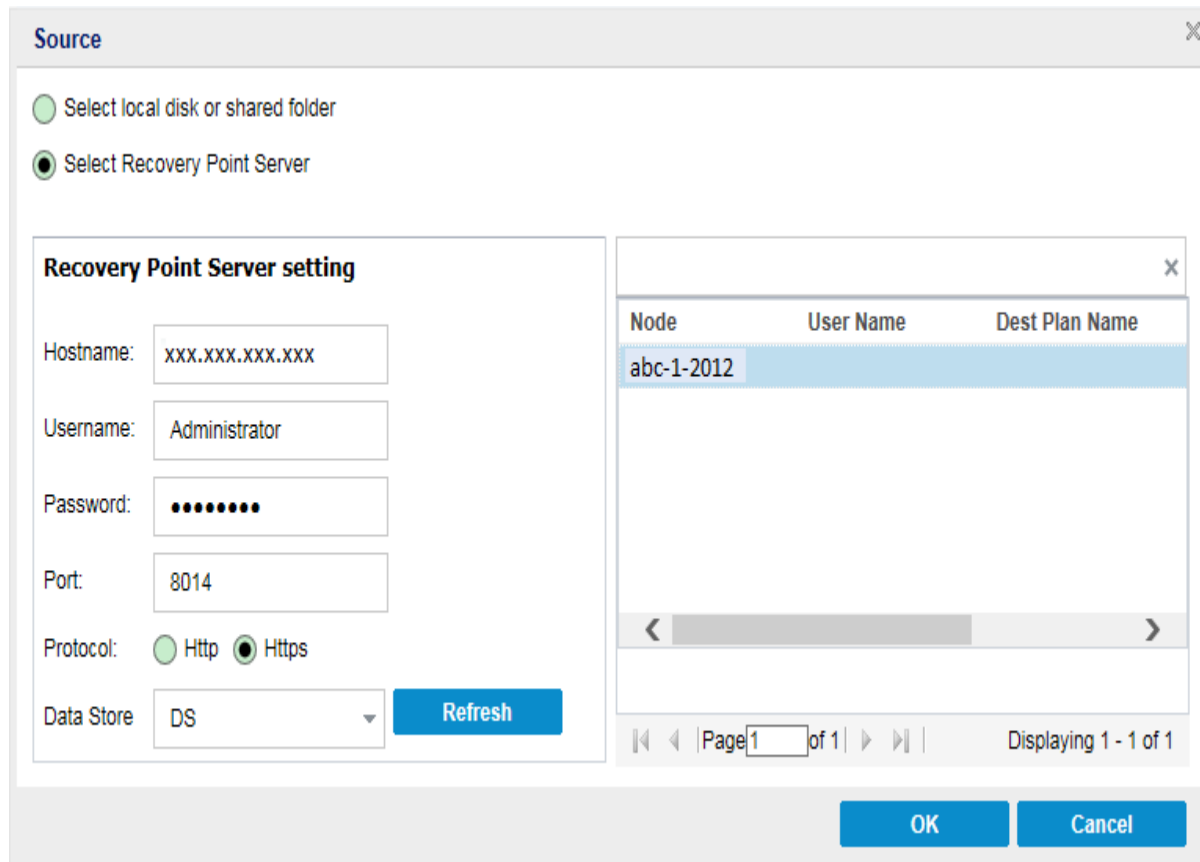 Source
Select local disk or shared folder
Select Recovery Point Server
Recovery Point Server setting
Hostname: xxx.xxx.xxx.xxx
Username: Administrator
Password: ••••••••
Port: 8014
Protocol: Http Https
Data Store DS Refresh
Node User Name Dest Plan Name
abc-1-2012
Page 1 of 1 Displaying 1 - 1 of 1
OK Cancel